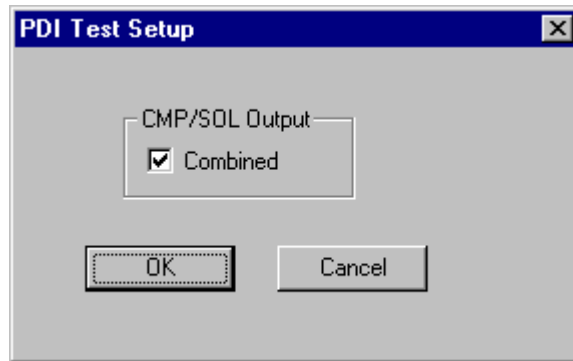 PDI Test Setup
CMP/SOL Output
Combined
OK
Cancel